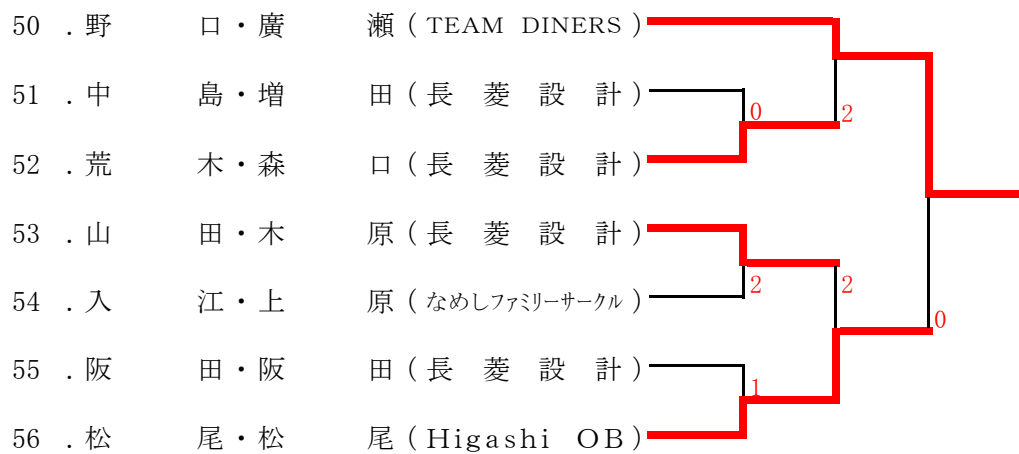 50 .野 口・廣 瀬(TEAM DINERS)
51 .中 島・増 田(長 菱 設 計)
0 2
52 .荒 木・森 口(長 菱 設 計)
53 .山 田・木 原(長 菱 設 計)
2 2
54 .入 江・上 原(なめしファミリーサークル)
0
55 .阪 田・阪 田(長 菱 設 計)
1
56 .松 尾・松 尾(Higashi OB)